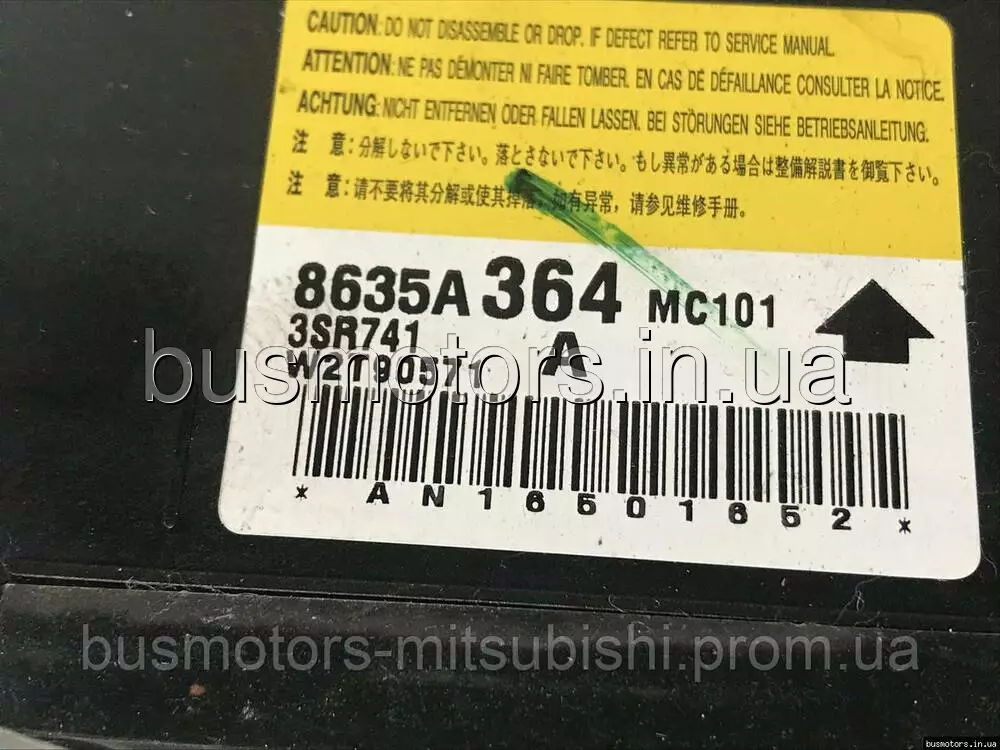 CAUTION: DO NOT DISASSEMBLE OR DROP. IF DEFECT REFER TO SERVICE MANUAL.
ATTENTION: NE PAS DÉMONTER NI FAIRE TOMBER. EN CAS DE DÉFAILLANCE CONSULTER LA NOTICE.
ACHTUNG: NICHT ENTFERNEN ODER FALLEN LASSEN. BEI STÖRUNGEN SIEHE BETRIEBSANLEITUNG.
注 意：分解しないで下さい。落とさないで下さい。もし異常がある場合は整備解説書を御覧下さい。
注 意：请不要将其分解或使其掉落，如有异常，请参见维修手册。
8635A 364 MC101
3SR741 A
busmotors.in.ua
W2T90571
* AN16501652 *
busmotors-mitsubishi.prom.ua
busmotors.in.ua